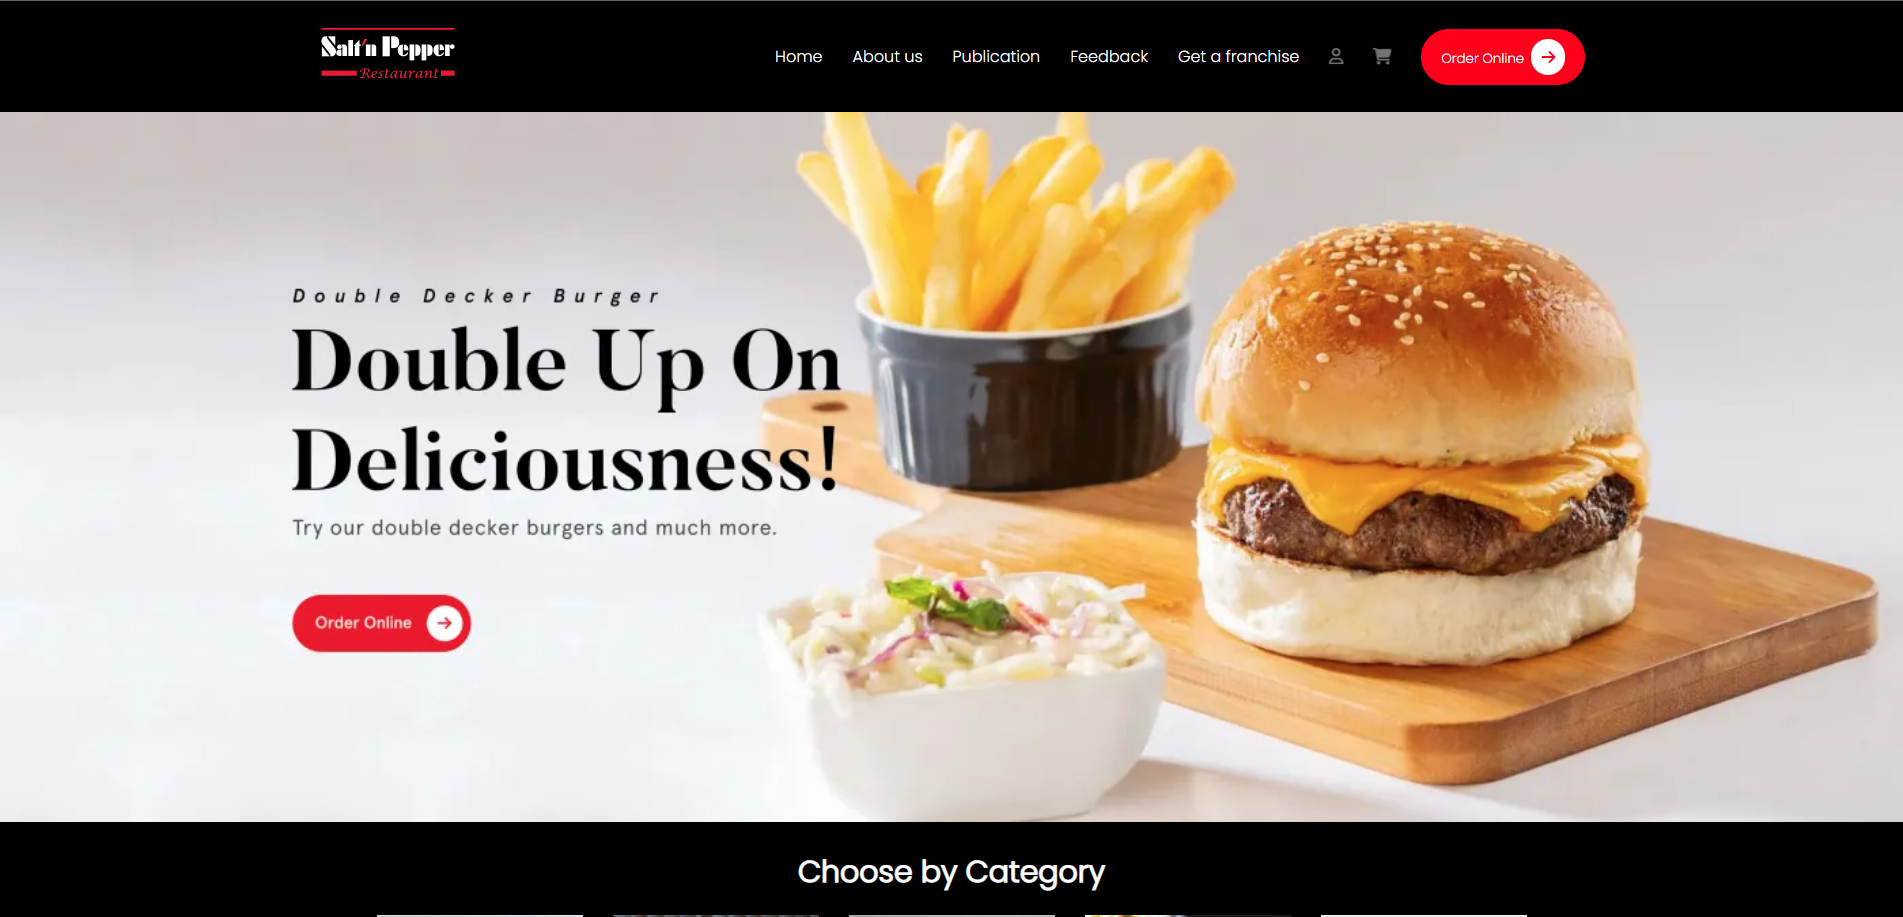 Salt'n Pepper
Restaurant
Home About us Publication Feedback Get a franchise Order Online
Double Decker Burger
Double Up On
Deliciousness!
Try our double decker burgers and much more.
Order Online
Choose by Category